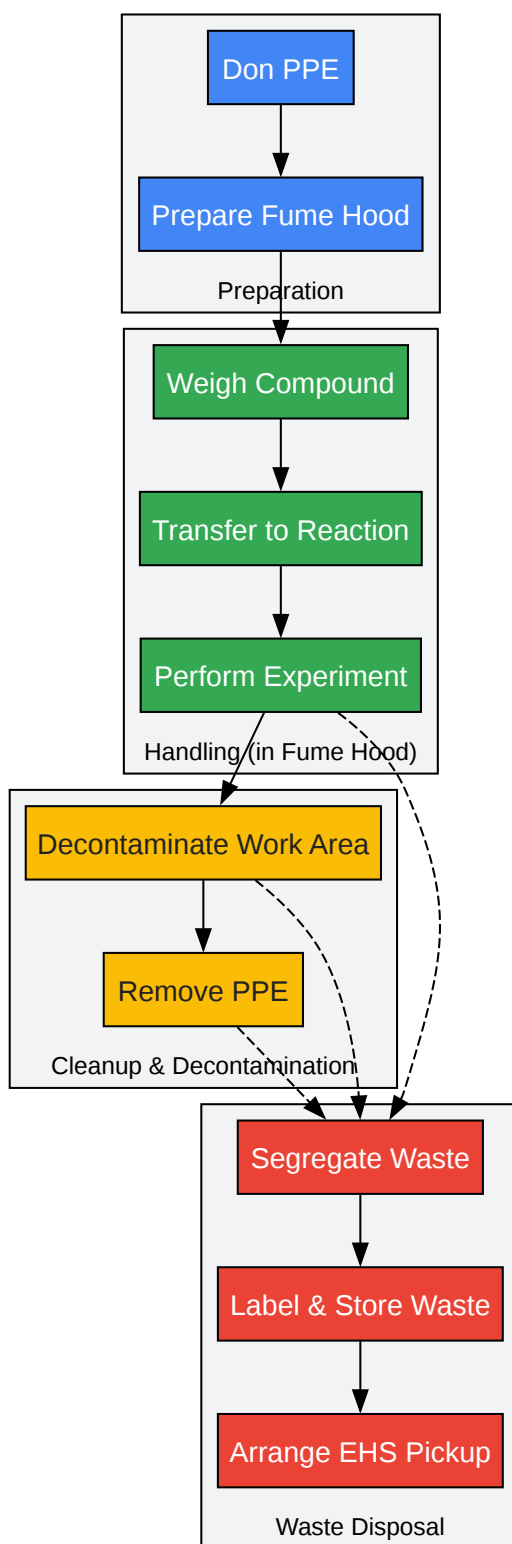 Don PPE
Prepare Fume Hood
Preparation
Weigh Compound
Transfer to Reaction
Perform Experiment
Handling (in Fume Hood)
Decontaminate Work Area
Remove PPE
Cleanup & Decontamination
Segregate Waste
Label & Store Waste
Arrange EHS Pickup
Waste Disposal